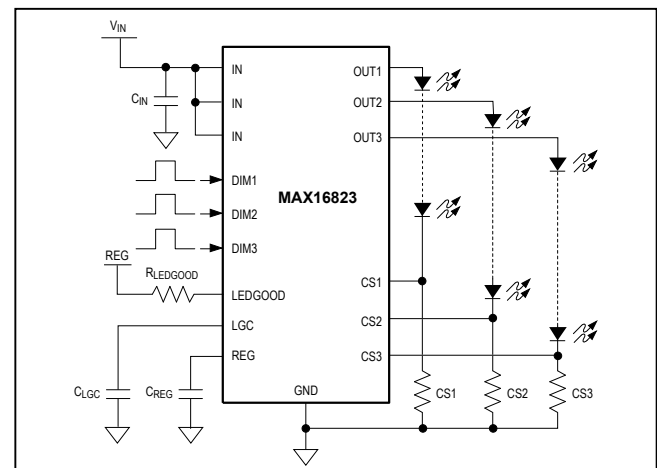 VIN
IN
CIN
IN
IN
DIM1
DIM2
DIM3
REG
RLEDGOOD
LEDGOOD
LGC
REG
CLGC
CREG
GND
MAX16823
OUT1
OUT2
OUT3
CS1
CS2
CS3
CS1
CS2
CS3